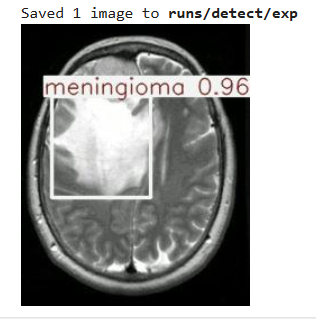 Saved 1 image to runs/detect/exp
meningioma 0.96